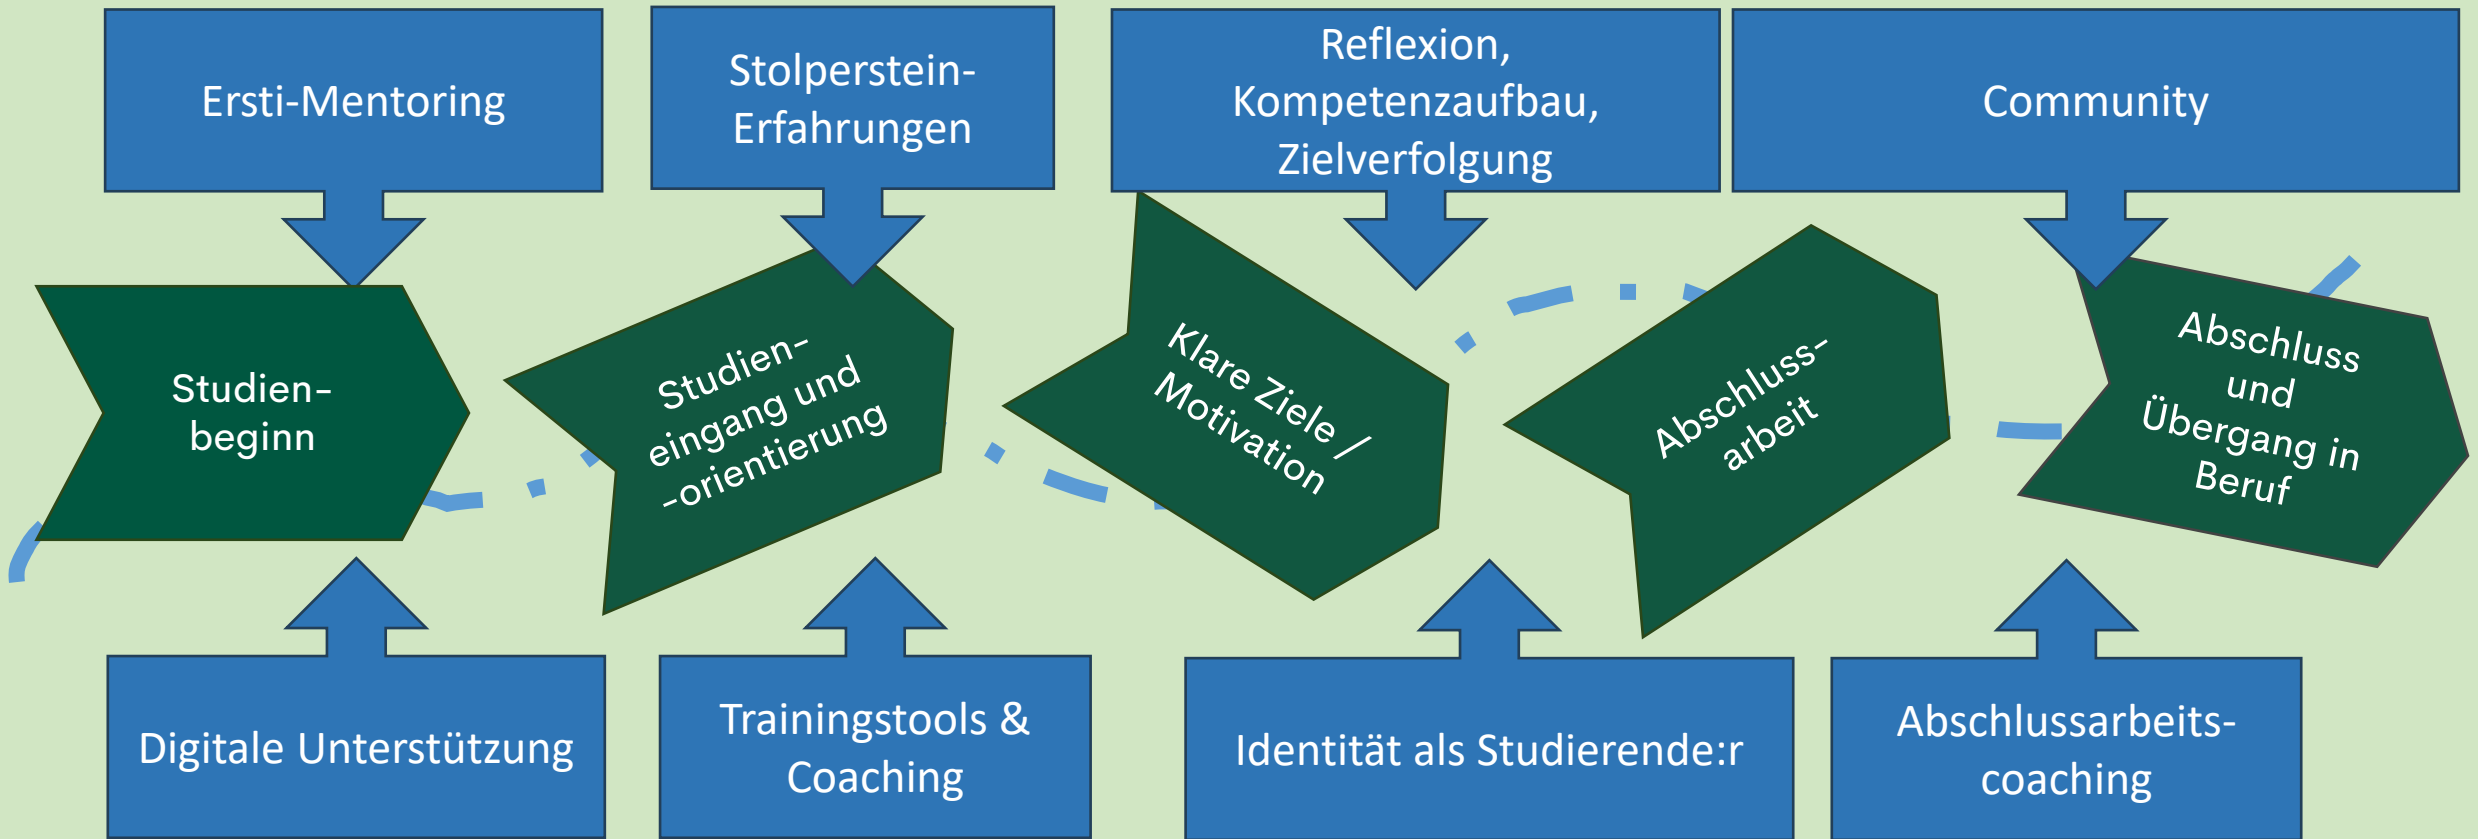 Ersti-Mentoring
Stolperstein-
Erfahrungen
Reflexion,
Kompetenzaufbau,
Zielverfolgung
Community
Studien-
beginn
Studien-
eingang und
-orientierung
Klare Ziele /
Motivation
Abschluss-
arbeit
Abschluss
und
Übergang in
Beruf
Digitale Unterstützung
Trainingstools &
Coaching
Identität als Studierende:r
Abschlussarbeits-
coaching